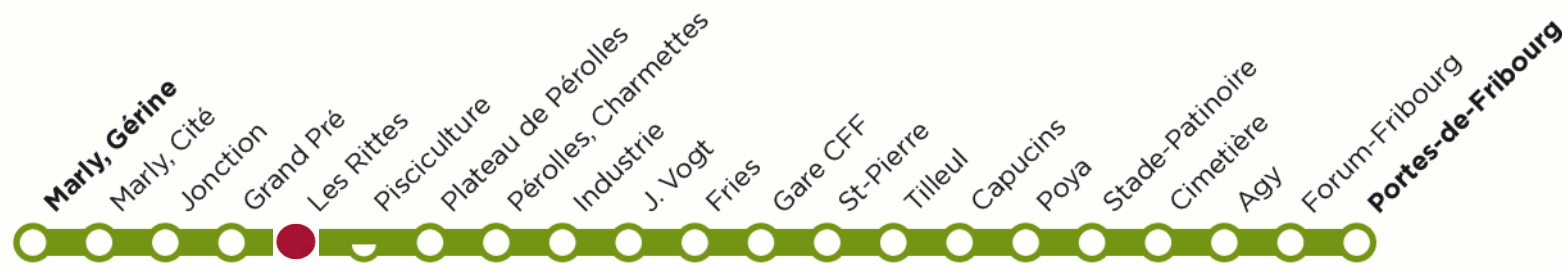 Marly, Gérine
Marly, Cité
Jonction
Grand Pré
Les Rittes
Pisciculture
Plateau de Pérolles
Pérolles, Charmettes
Industrie
J. Vogt
Fries
Gare CFF
St-Pierre
Tilleul
Capucins
Poya
Stade-Patinoire
Cimetière
Agy
Forum-Fribourg
Portes-de-Fribourg